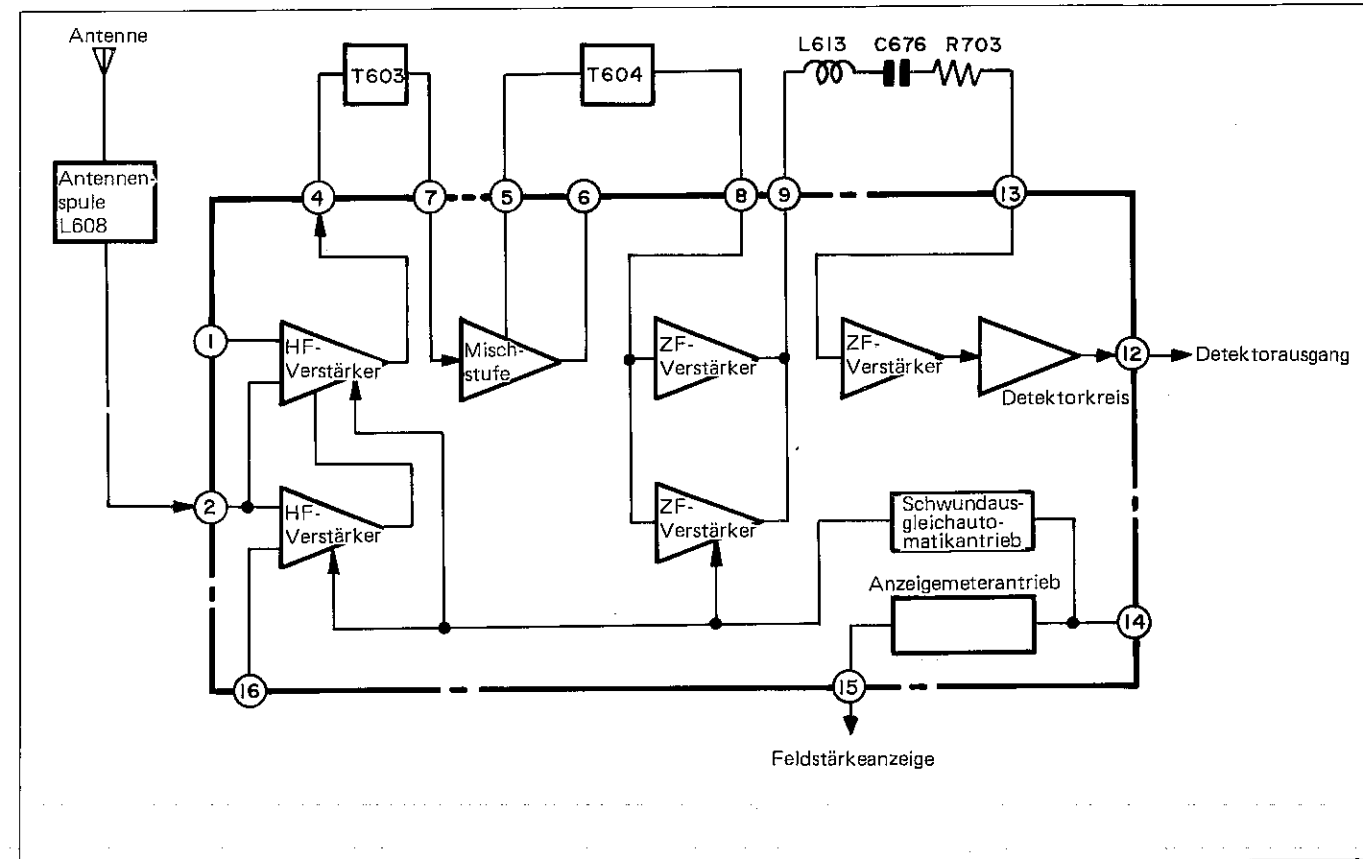 Antenne
L613 C676 R703
T603
T604
Antennen-
spule
L608
4
7
5
6
8
9
13
1
HF-
Verstärker
Misch-
stufe
ZF-
Verstärker
ZF-
Verstärker
Detektorkreis
12
Detektorausgang
2
HF-
Verstärker
ZF-
Verstärker
Schwundaus-
gleichauto-
matikantrieb
Anzeigemeterantrieb
14
16
15
Feldstärkeanzeige